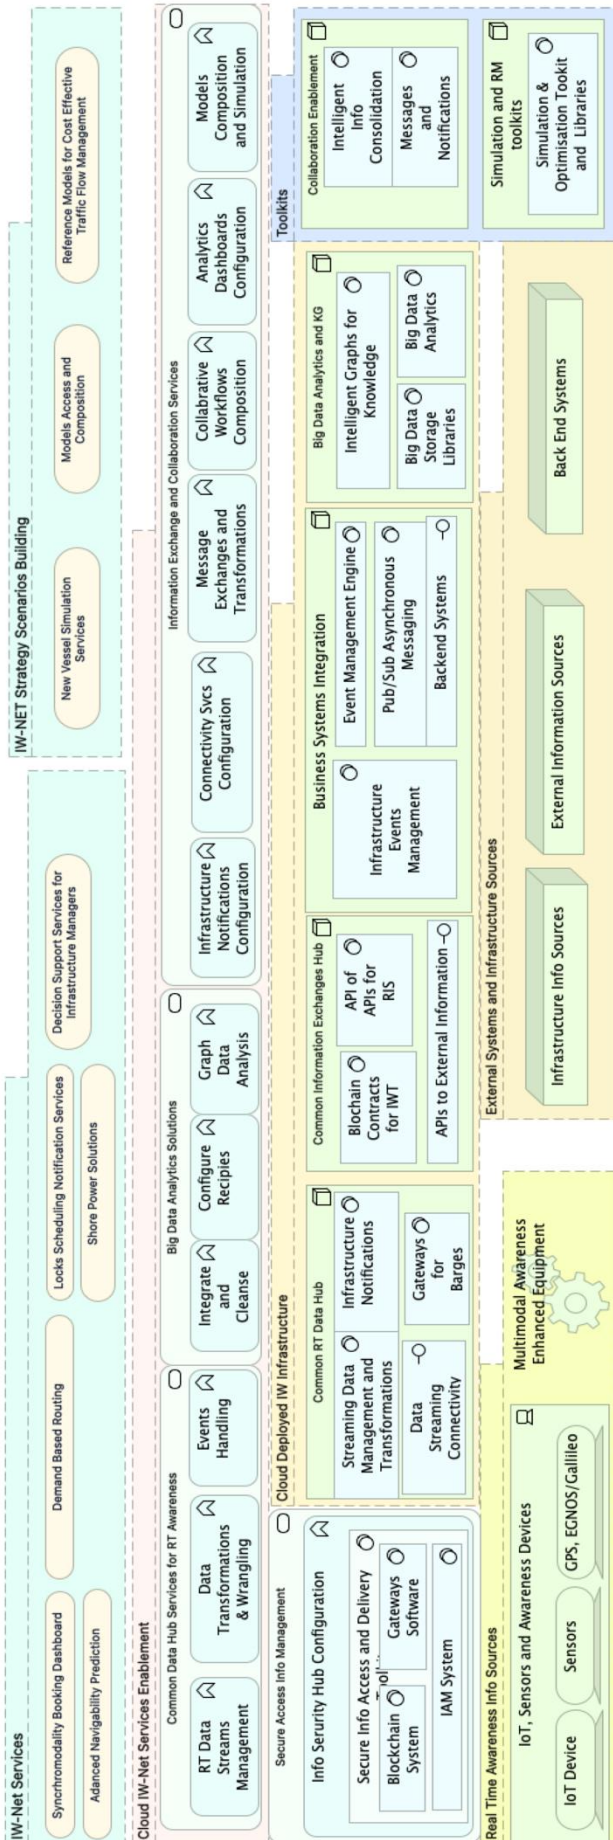 IW-Net Services
Syncrhromodality Booking Dashboard
Adanced Navigability Prediction
Demand Based Routing
Locks Scheduling Notification Services
Shore Power Solutions
Decision Support Services for
Infrastructure Managers
IW-NET Strategy Scenarios Building
New Vessel Simulation
Services
Models Access and
Composition
Reference Models for Cost Effective
Traffic Flow Management
Cloud IW-Net Services Enablement
Common Data Hub Services for RT Awareness
RT Data
Streams
Management
Data
Transformations
& Wrangling
Events
Handling
Big Data Analytics Solutions
Integrate
and
Cleanse
Configure
Recipies
Graph
Data
Analysis
Information Exchange and Collaboration Services
Infrastructure
Notifications
Configuration
Connectivity Svcs
Configuration
Message
Exchanges and
Transformations
Collabrative
Workflows
Composition
Analytics
Dashboards
Configuration
Models
Composition
and Simulation
Secure Access Info Management
Info Serurity Hub Configuration
Secure Info Access and Delivery
Blockchain
System
Gateways
Software
IAM System
Cloud Deployed IW Infrastructure
Common RT Data Hub
Streaming Data
Management and
Transformations
Infrastructure
Notifications
Data
Streaming
Connectivity
Gateways
for
Barges
Common Information Exchanges Hub
Blochain
Contracts
for IWT
API of
APIs for
RIS
APIs to External Information
Business Systems Integration
Infrastructure
Events
Management
Event Management Engine
Pub/Sub Asynchronous
Messaging
Backend Systems
Big Data Analytics and KG
Intelligent Graphs for
Knowledge
Big Data
Storage
Libraries
Big Data
Analytics
Toolkits
Collaboration Enablement
Intelligent
Info
Consolidation
Messages
and
Notifications
Simulation and RM
toolkits
Simulation &
Optimisation Tookit
and Libraries
Real Time Awareness Info Sources
IoT, Sensors and Awareness Devices
IoT Device
Sensors
GPS, EGNOS/Gallileo
Multimodal Awareness
Enhanced Equipment
External Systems and Infrastructure Sources
Infrastructure Info Sources
External Information Sources
Back End Systems